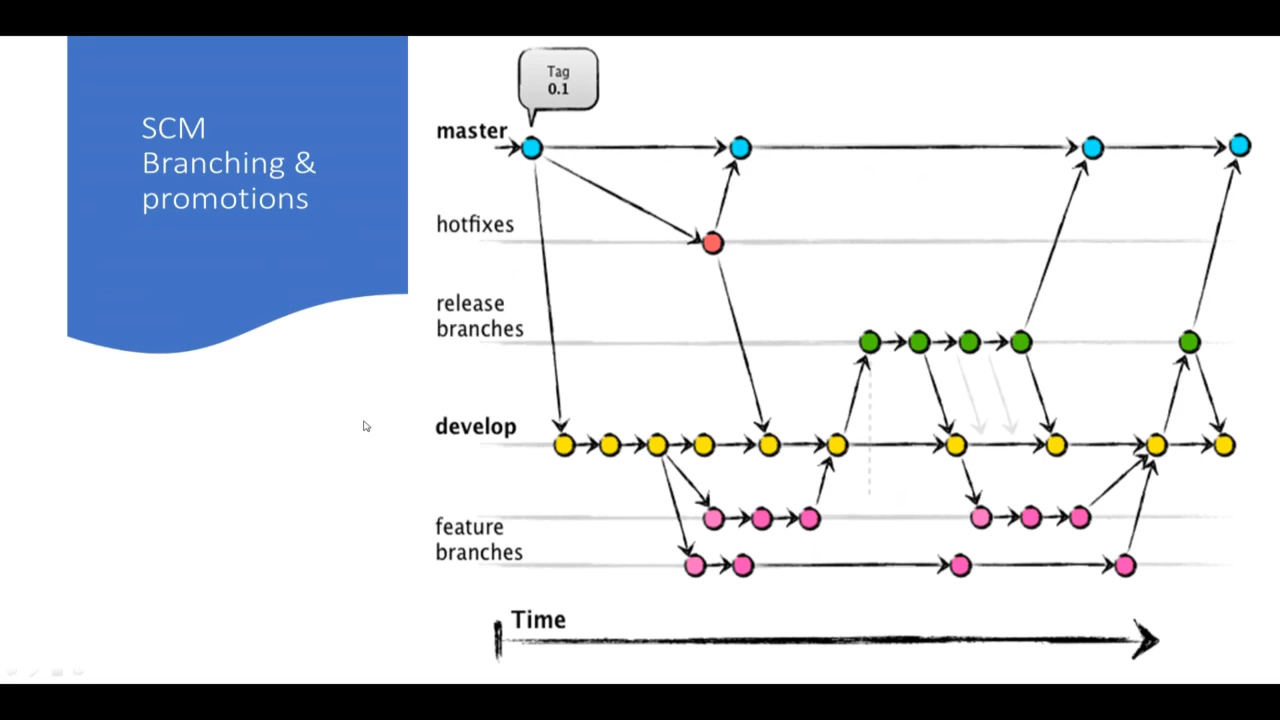 SCM
Branching &
promotions
Tag
0.1
master
hotfixes
release
branches
develop
feature
branches
Time